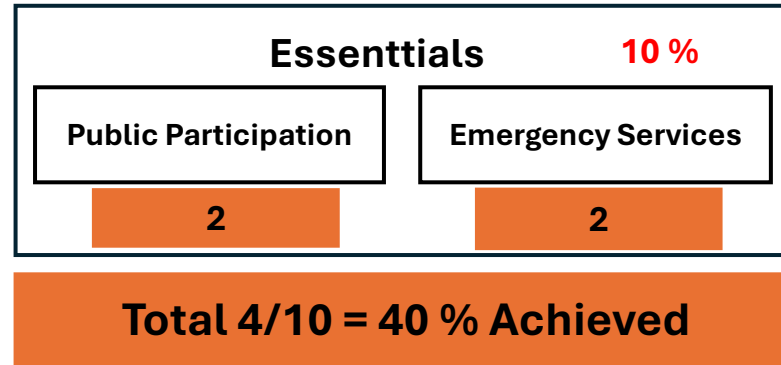 Essenttials 10 %
Public Participation Emergency Services
2 2
Total 4/10 = 40 % Achieved